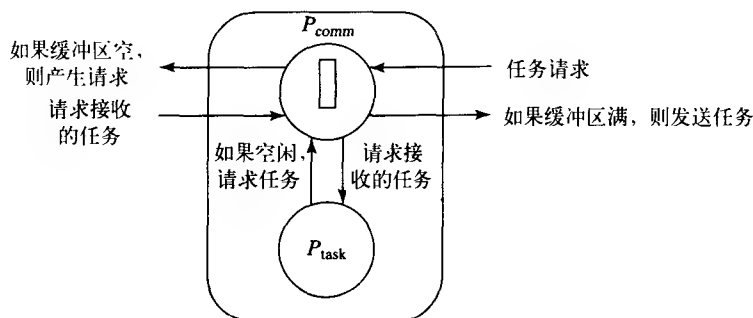 P_comm
如果缓冲区空，
则产生请求
任务请求
请求接收
的任务
如果缓冲区满，则发送任务
如果空闲，
请求任务
请求接
收的任务
P_task